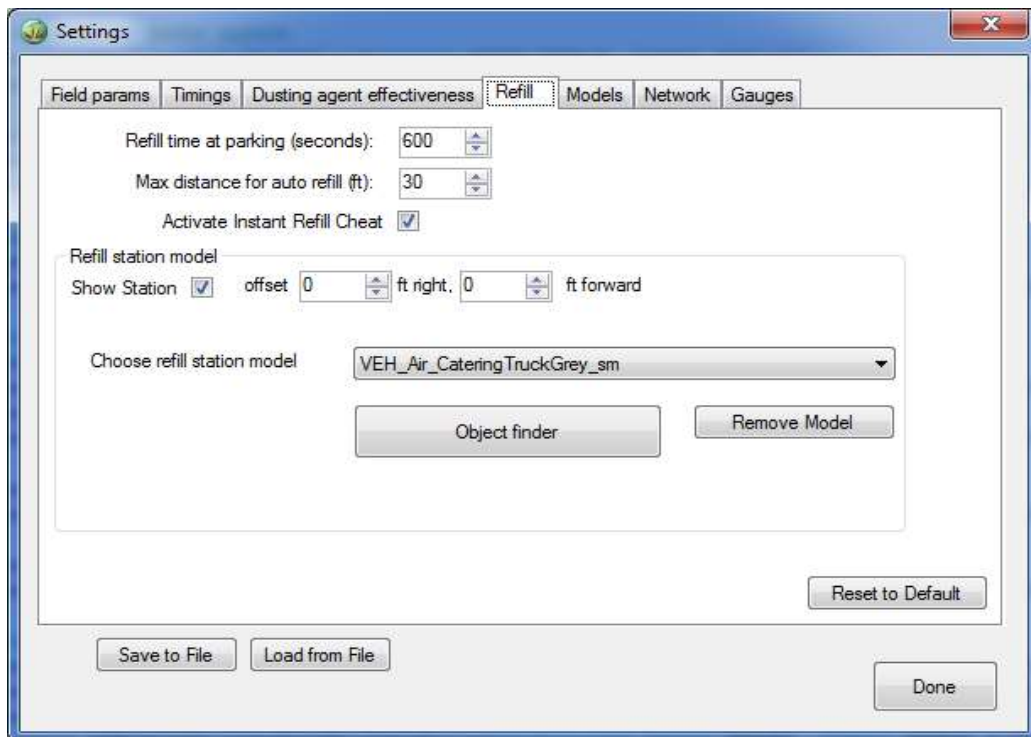 Settings
Field params Timings Dusting agent effectiveness Refill Models Network Gauges
Refill time at parking (seconds): 600
Max distance for auto refill (ft): 30
Activate Instant Refill Cheat
Refill station model
Show Station offset 0 ft right, 0 ft forward
Choose refill station model VEH_Air_CateringTruckGrey_sm
Object finder Remove Model
Reset to Default
Save to File Load from File
Done